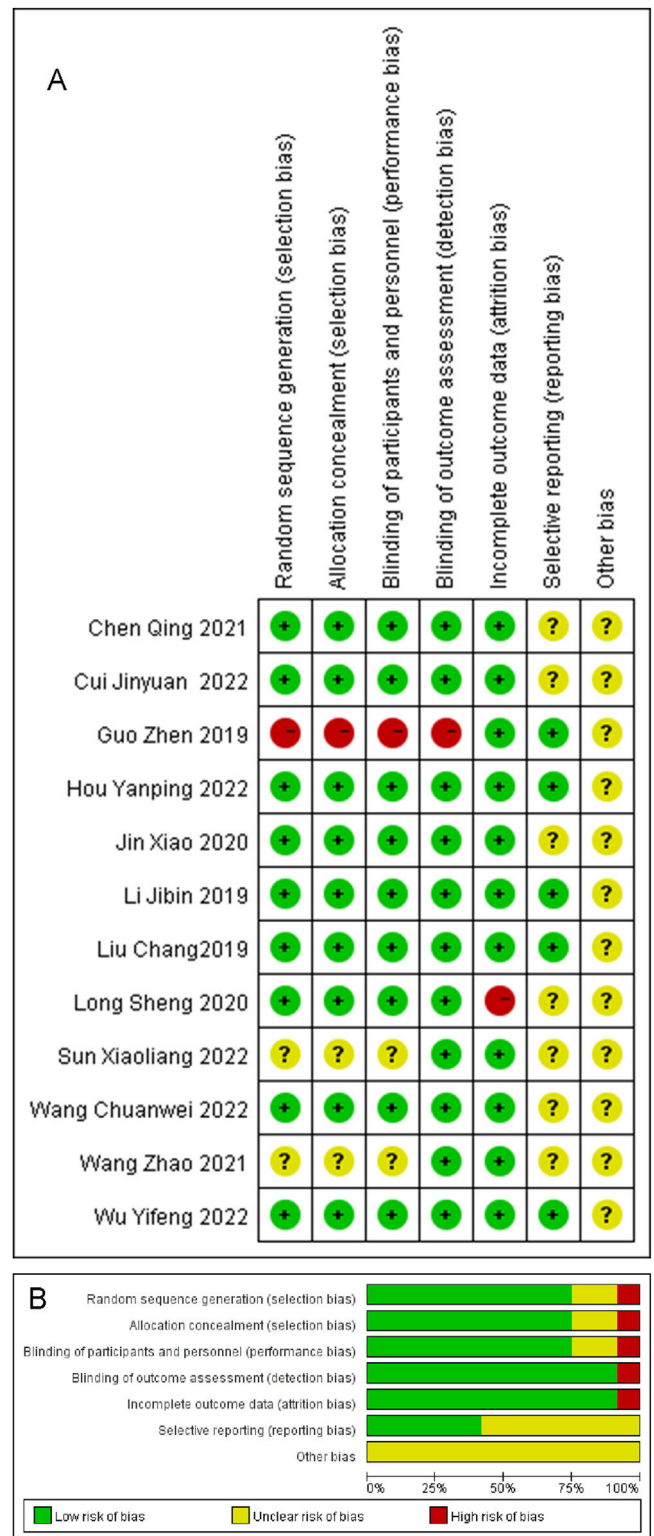 A
Random sequence generation (selection bias)
Allocation concealment (selection bias)
Blinding of participants and personnel (performance bias)
Blinding of outcome assessment (detection bias)
Incomplete outcome data (attrition bias)
Selective reporting (reporting bias)
Other bias
Chen Qing 2021 + + + + + ? ?
Cui Jinyuan 2022 + + + + + ? ?
Guo Zhen 2019 - - - - + + ?
Hou Yanping 2022 + + + + + + ?
Jin Xiao 2020 + + + + + ? ?
Li Jibin 2019 + + + + + + ?
Liu Chang2019 + + + + + + ?
Long Sheng 2020 + + + + - ? ?
Sun Xiaoliang 2022 ? ? ? + + ? ?
Wang Chuanwei 2022 + + + + + ? ?
Wang Zhao 2021 ? ? ? + + ? ?
Wu Yifeng 2022 + + + + + + ?
B
Random sequence generation (selection bias)
Allocation concealment (selection bias)
Blinding of participants and personnel (performance bias)
Blinding of outcome assessment (detection bias)
Incomplete outcome data (attrition bias)
Selective reporting (reporting bias)
Other bias
0% 25% 50% 75% 100%
Low risk of bias Unclear risk of bias High risk of bias